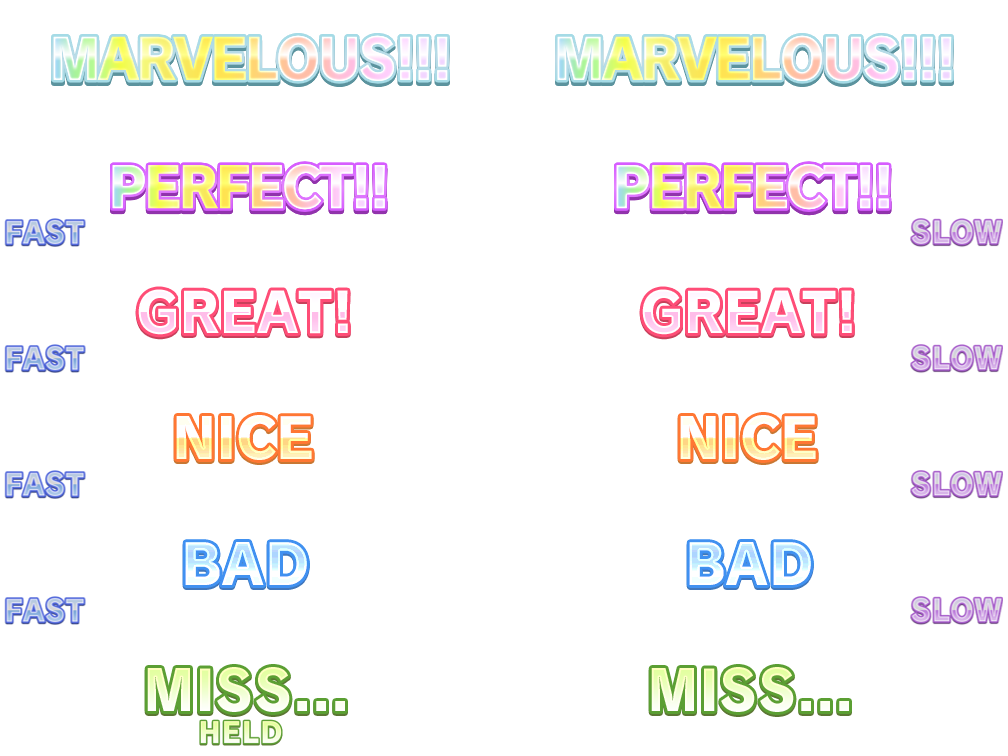 MARVELOUS!!! MARVELOUS!!!
PERFECT!! PERFECT!!
FAST SLOW
GREAT! GREAT!
FAST SLOW
NICE NICE
FAST SLOW
BAD BAD
FAST SLOW
MISS... MISS...
HELD